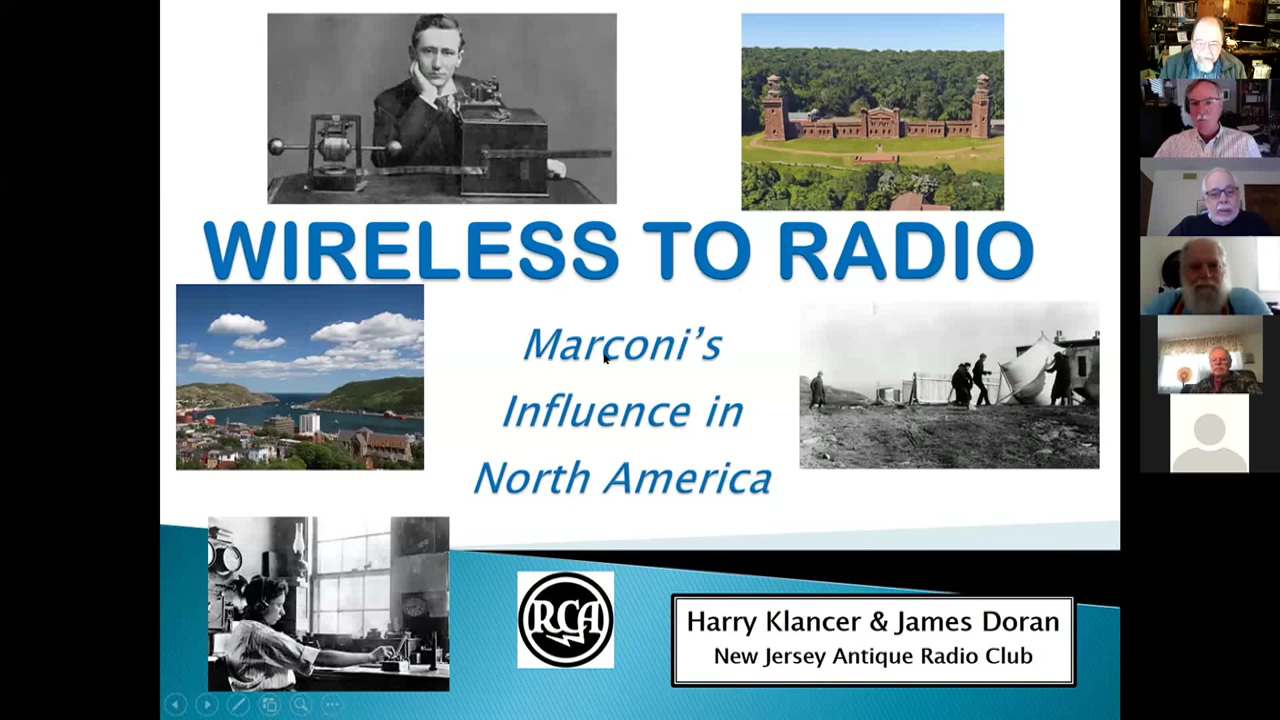 WIRELESS TO RADIO
Marconi's
Influence in
North America
RCA
Harry Klancer & James Doran
New Jersey Antique Radio Club